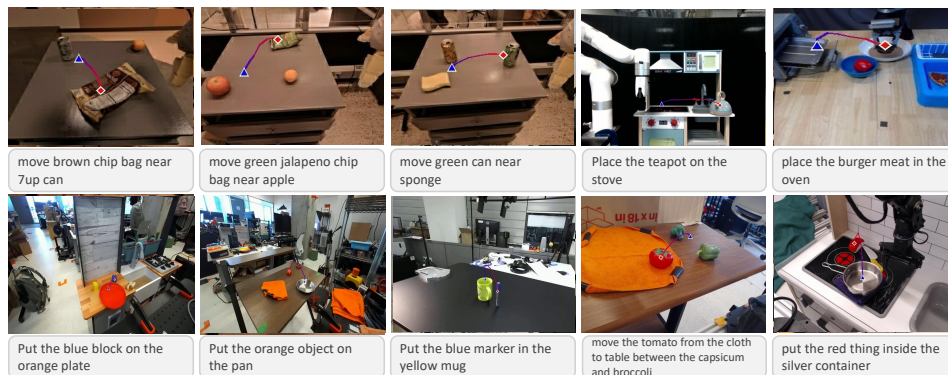 move brown chip bag near
7up can
move green jalapeno chip
bag near apple
move green can near
sponge
Place the teapot on the
stove
place the burger meat in the
oven
Put the blue block on the
orange plate
Put the orange object on
the pan
Put the blue marker in the
yellow mug
move the tomato from the cloth
to table between the capsicum
and broccoli
put the red thing inside the
silver container